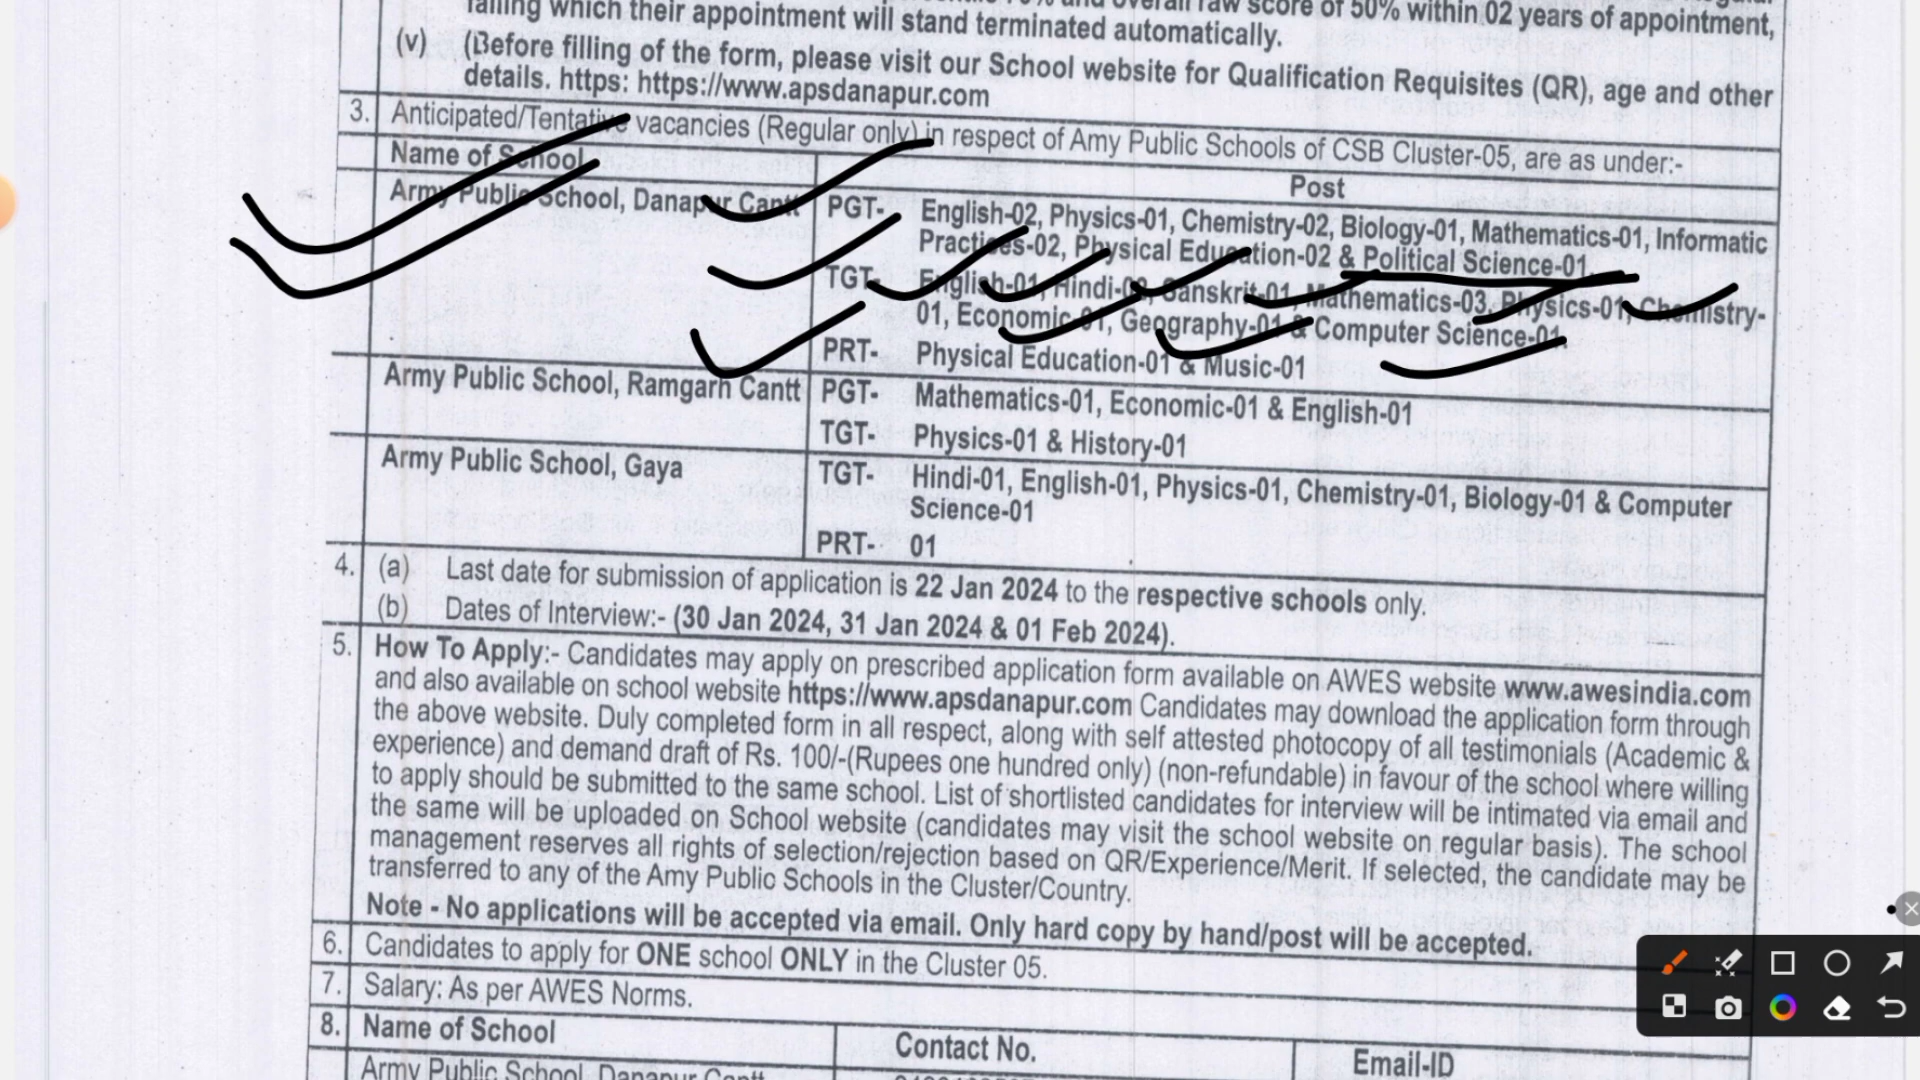 falling which their appointment will stand terminated automatically. overall raw score of 50% within 02 years of appointment,
(v) (Before filling of the form, please visit our School website for Qualification Requisites (QR), age and other
details. https: https://www.apsdanapur.com
3. Anticipated/Tentative vacancies (Regular only) in respect of Amy Public Schools of CSB Cluster-05, are as under:-
Name of School Post
Army Public School, Danapur Cantt PGT- English-02, Physics-01, Chemistry-02, Biology-01, Mathematics-01, Informatic
Practises-02, Physical Education-02 & Political Science-01.
TGT- English-01, Hindi- Sanskrit-01, Mathematics-03, Physics-01, Chemistry-
01, Economic-01, Geography-01 & Computer Science-01
PRT- Physical Education-01 & Music-01
Army Public School, Ramgarh Cantt PGT- Mathematics-01, Economic-01 & English-01
TGT- Physics-01 & History-01
Army Public School, Gaya TGT- Hindi-01, English-01, Physics-01, Chemistry-01, Biology-01 & Computer
Science-01
PRT- 01
4. (a) Last date for submission of application is 22 Jan 2024 to the respective schools only.
(b) Dates of Interview:- (30 Jan 2024, 31 Jan 2024 & 01 Feb 2024).
5. How To Apply:- Candidates may apply on prescribed application form available on AWES website www.awesindia.com
and also available on school website https://www.apsdanapur.com Candidates may download the application form through
the above website. Duly completed form in all respect, along with self attested photocopy of all testimonials (Academic &
experience) and demand draft of Rs. 100/-(Rupees one hundred only) (non-refundable) in favour of the school where willing
to apply should be submitted to the same school. List of shortlisted candidates for interview will be intimated via email and
the same will be uploaded on School website (candidates may visit the school website on regular basis). The school
management reserves all rights of selection/rejection based on QR/Experience/Merit. If selected, the candidate may be
transferred to any of the Amy Public Schools in the Cluster/Country.
Note - No applications will be accepted via email. Only hard copy by hand/post will be accepted.
6. Candidates to apply for ONE school ONLY in the Cluster 05.
7. Salary: As per AWES Norms.
8. Name of School Contact No. Email-ID
Army Public School, Danapur Cantt